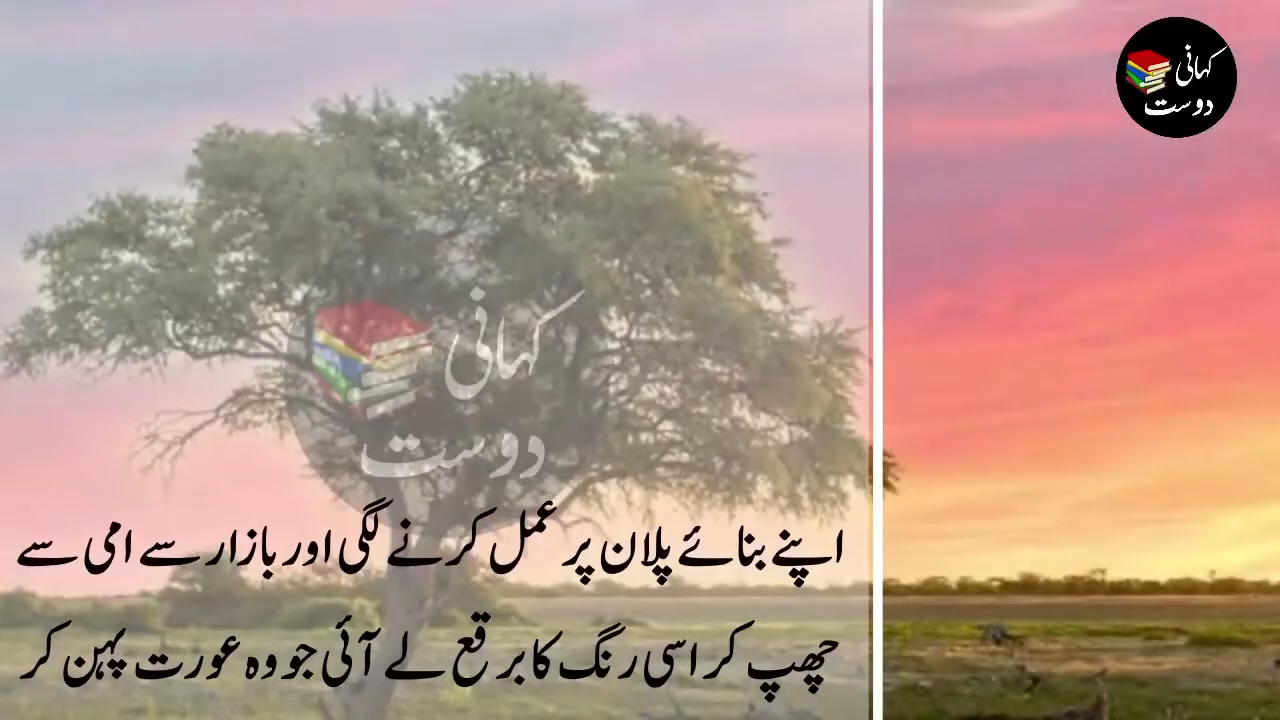 کہانی
دوست
کہانی
دوست
اپنے بنائے پلان پر عمل کرنے لگی اور بازار سے امی سے
چھپ کر اسی رنگ کا برقع لے آئی جو وہ عورت پہن کر